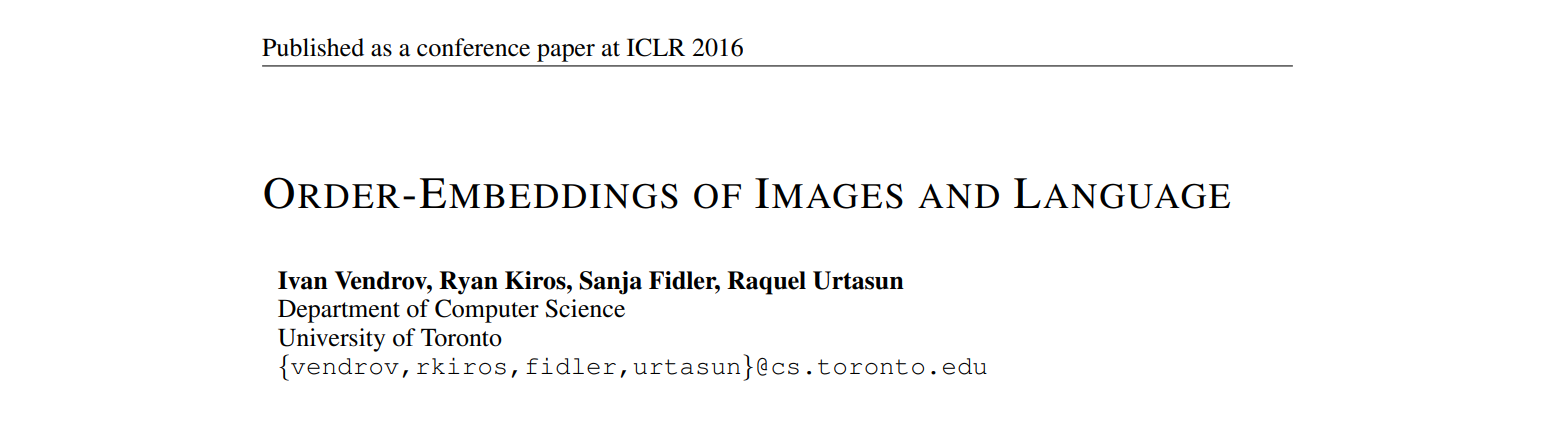 Published as a conference paper at ICLR 2016
ORDER-EMBEDDINGS OF IMAGES AND LANGUAGE
Ivan Vendrov, Ryan Kiros, Sanja Fidler, Raquel Urtasun
Department of Computer Science
University of Toronto
{vendrov,rkiros,fidler,urtasun}@cs.toronto.edu